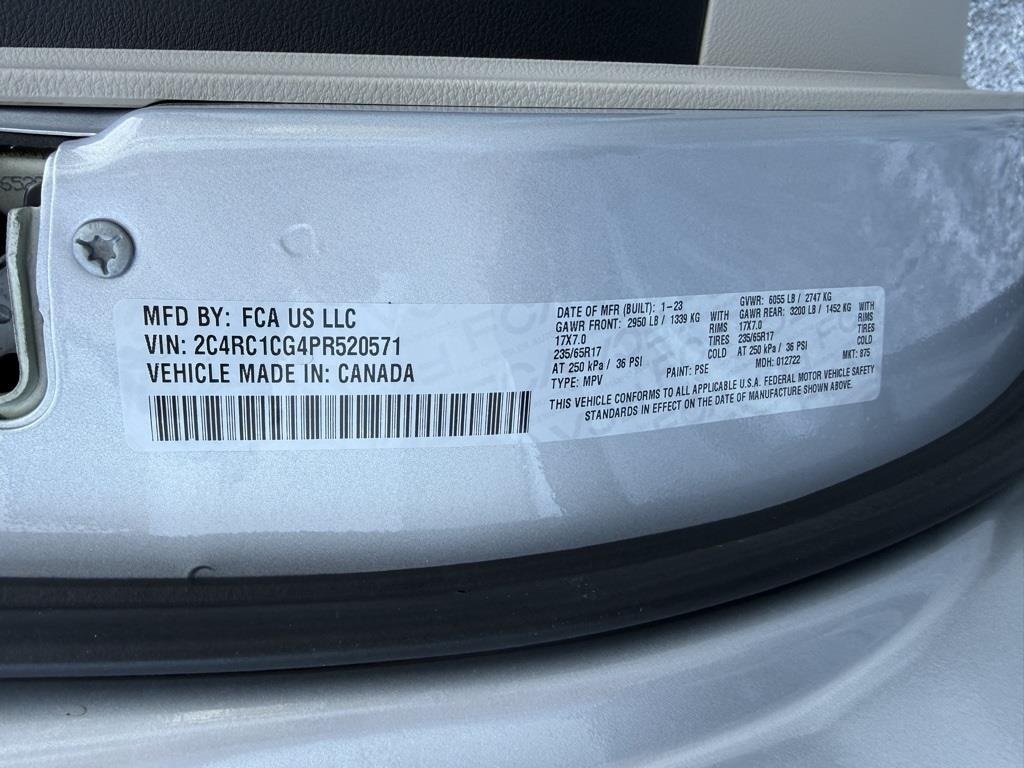 MFD BY: FCA US LLC
VIN: 2C4RC1CG4PR520571
VEHICLE MADE IN: CANADA
DATE OF MFR (BUILT): 1-23 GVWR: 6055 LB / 2747 KG
GAWR FRONT: 2950 LB / 1339 KG WITH GAWR REAR: 3200 LB / 1452 KG WITH
17X7.0 RIMS 17X7.0 RIMS
235/65R17 TIRES 235/65R17 TIRES
AT 250 kPa / 36 PSI AT 250 kPa / 36 PSI
TYPE: MPV PAINT: PSE MDH: 012722 MKT: 875
THIS VEHICLE CONFORMS TO ALL APPLICABLE U.S.A. FEDERAL MOTOR VEHICLE SAFETY
STANDARDS IN EFFECT ON THE DATE OF MANUFACTURE SHOWN ABOVE.